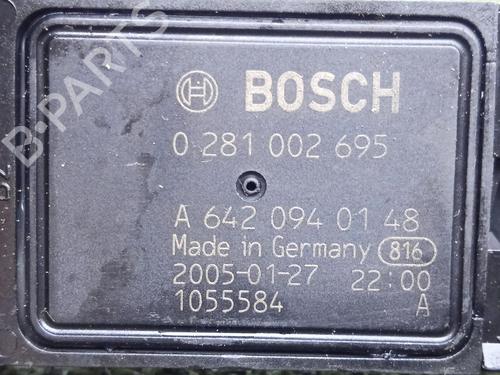 BOSCH
0 281 002 695
A 642 094 01 48
Made in Germany 816
2005-01-27 22:00
1055584 A
B-PARTS